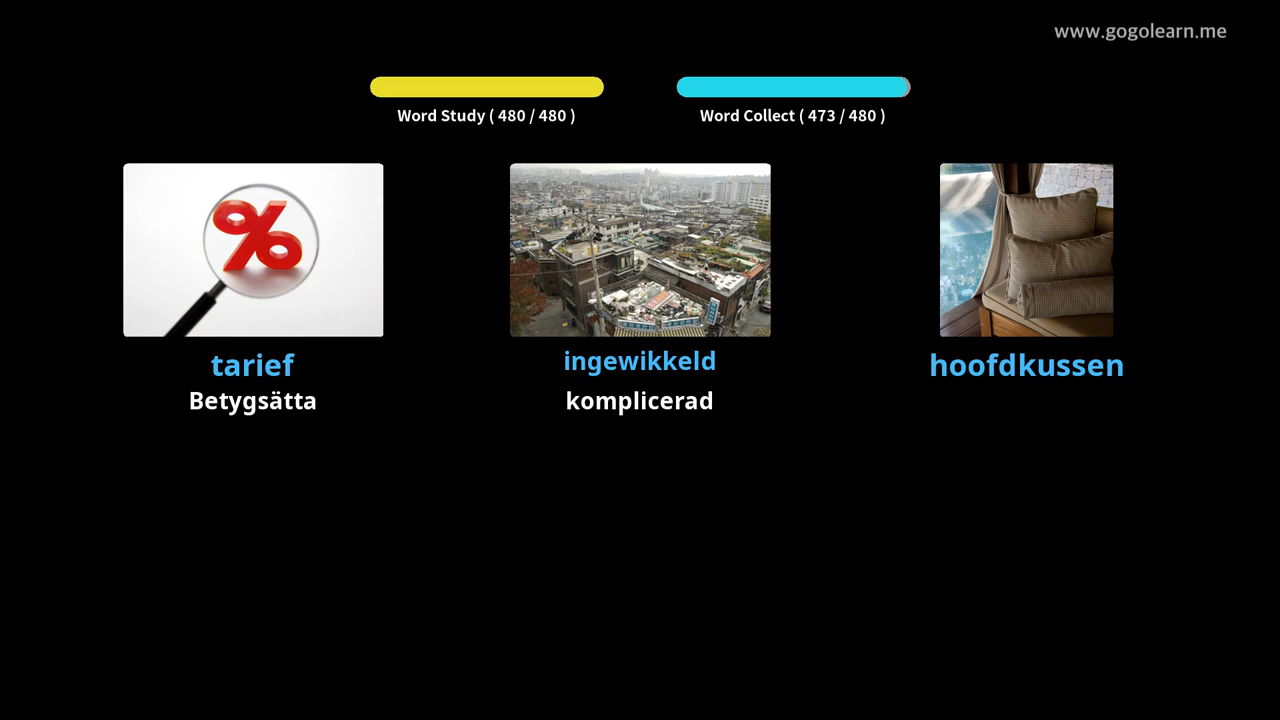 www.gogolearn.me
Word Study ( 480 / 480 )
Word Collect ( 473 / 480 )
tarief
ingewikkeld
hoofdkussen
Betygsätta
komplicerad